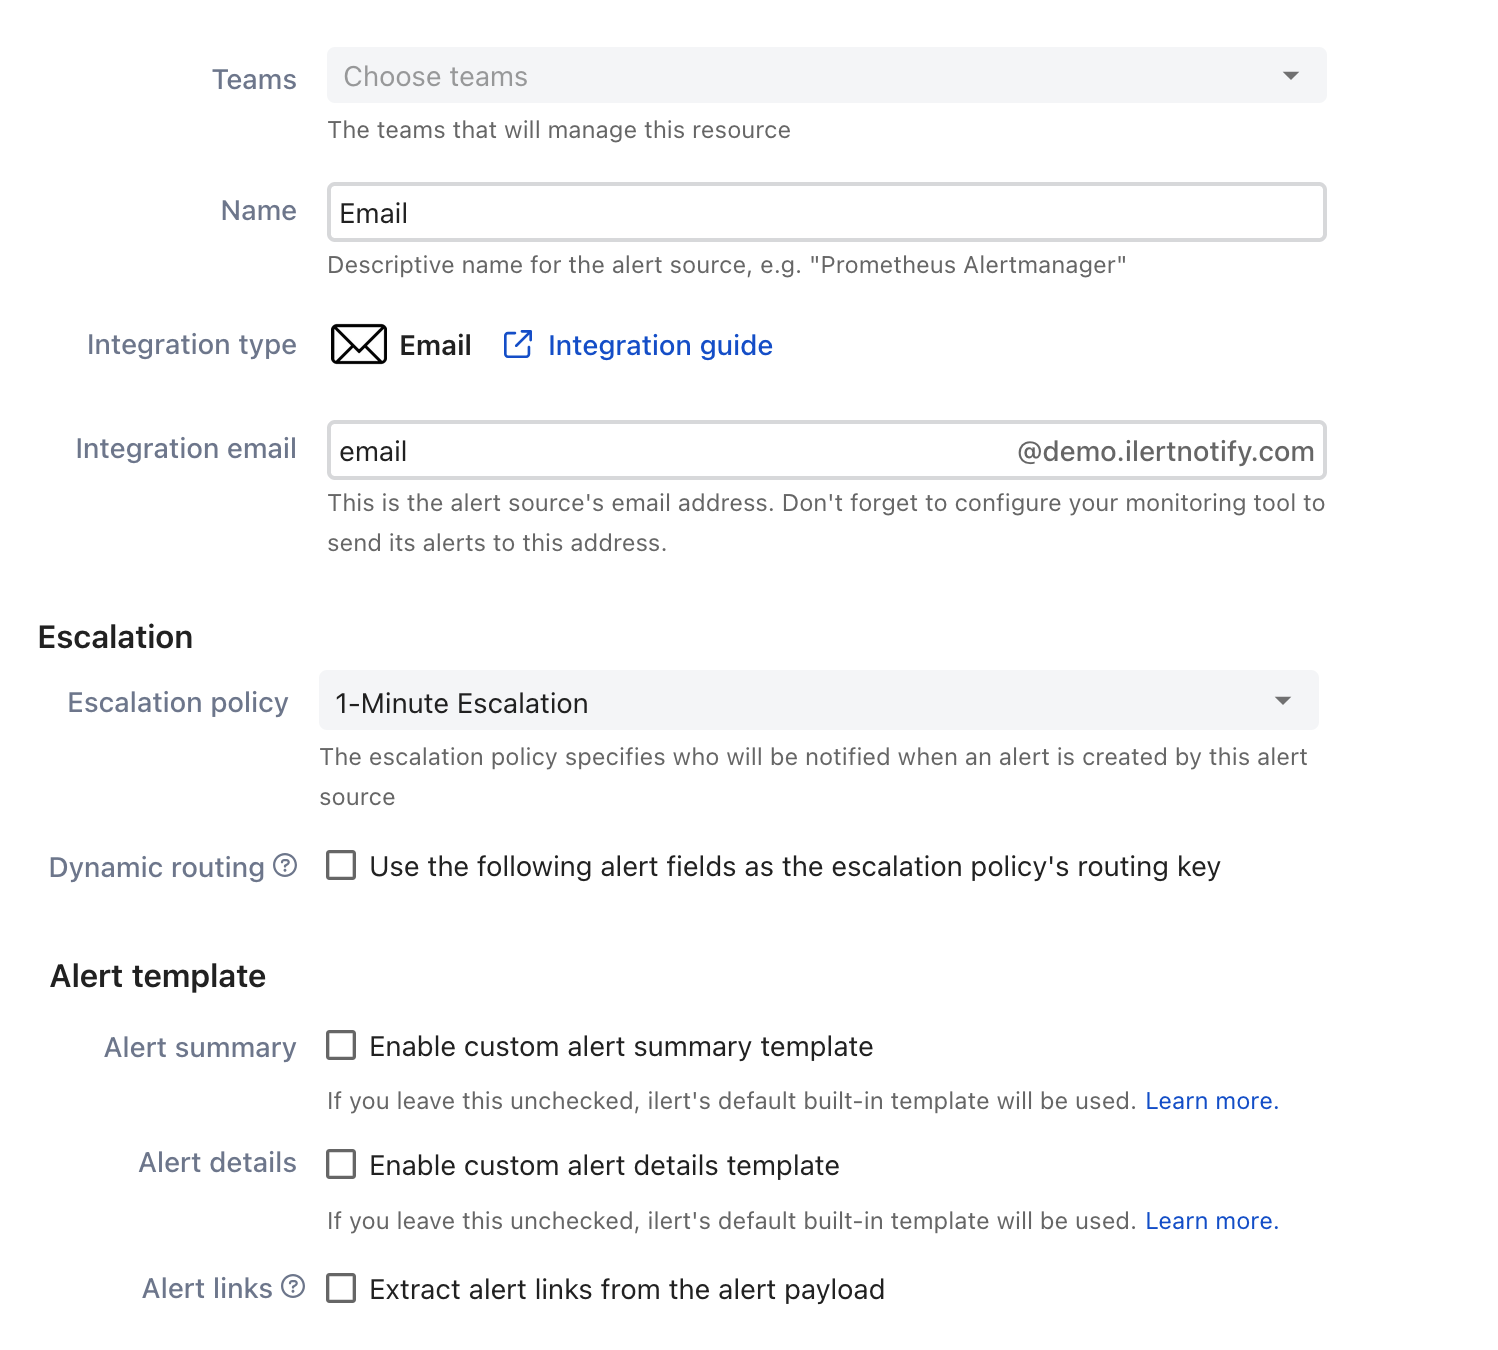 Teams
Choose teams
The teams that will manage this resource
Name
Email
Descriptive name for the alert source, e.g. "Prometheus Alertmanager"
Integration type
Email
Integration guide
Integration email
email
@demo.ilertnotify.com
This is the alert source's email address. Don't forget to configure your monitoring tool to
send its alerts to this address.
Escalation
Escalation policy
1-Minute Escalation
The escalation policy specifies who will be notified when an alert is created by this alert
source
Dynamic routing ?
Use the following alert fields as the escalation policy's routing key
Alert template
Alert summary
Enable custom alert summary template
If you leave this unchecked, ilert's default built-in template will be used. Learn more.
Alert details
Enable custom alert details template
If you leave this unchecked, ilert's default built-in template will be used. Learn more.
Alert links ?
Extract alert links from the alert payload